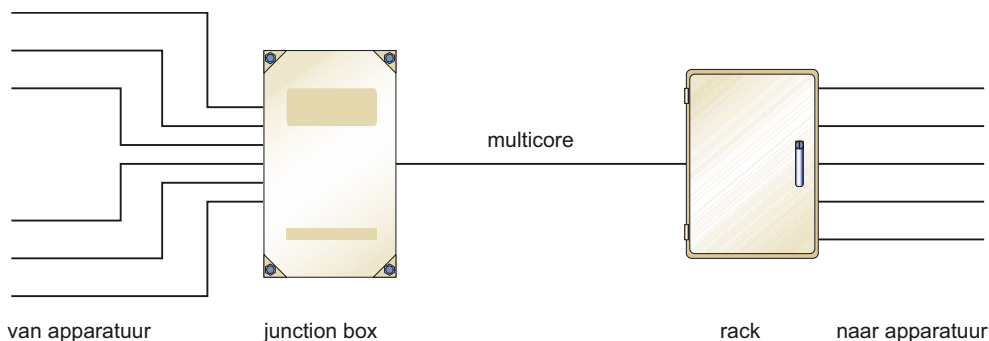 multicore
van apparatuur
junction box
rack
naar apparatuur